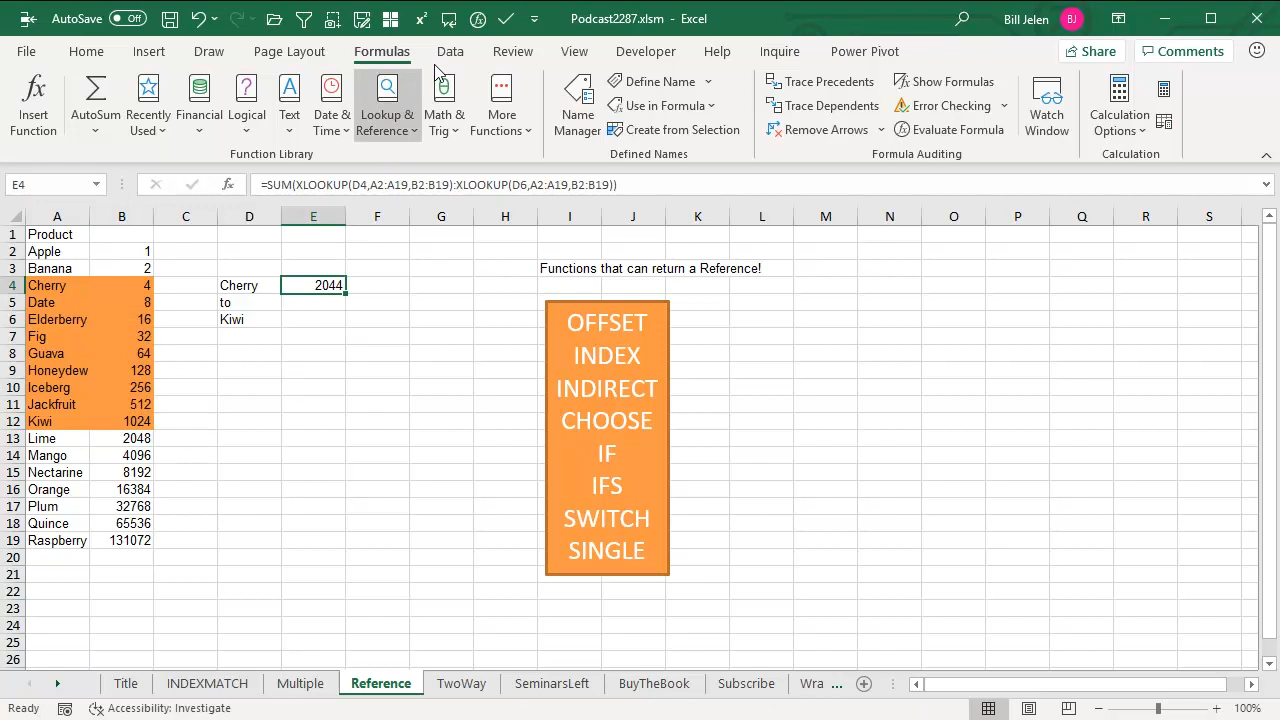 AutoSave Off Podcast2287.xlsm - Excel Bill Jelen BJ
File Home Insert Draw Page Layout Formulas Data Review View Developer Help Inquire Power Pivot Share Comments
Insert Function
AutoSum
Recently Used
Financial
Logical
Text
Date & Time
Lookup & Reference
Math & Trig
More Functions
Function Library
Name Manager
Define Name
Use in Formula
Create from Selection
Defined Names
Trace Precedents
Trace Dependents
Remove Arrows
Show Formulas
Error Checking
Evaluate Formula
Formula Auditing
Watch Window
Calculation Options
Calculation
E4 fx =SUM(XLOOKUP(D4,A2:A19,B2:B19):XLOOKUP(D6,A2:A19,B2:B19))
A B C D E F G H I J K L M N O P Q R S
1 Product
2 Apple 1
3 Banana 2 Functions that can return a Reference!
4 Cherry 4 Cherry 2044
5 Date 8 to
6 Elderberry 16 Kiwi
7 Fig 32
8 Guava 64
9 Honeydew 128
10 Iceberg 256
11 Jackfruit 512
12 Kiwi 1024
13 Lime 2048
14 Mango 4096
15 Nectarine 8192
16 Orange 16384
17 Plum 32768
18 Quince 65536
19 Raspberry 131072
20
21
22
23
24
25
26
OFFSET
INDEX
INDIRECT
CHOOSE
IF
IFS
SWITCH
SINGLE
Title INDEXMATCH Multiple Reference TwoWay SeminarsLeft BuyTheBook Subscribe Wra ...
Ready Accessibility: Investigate 100%